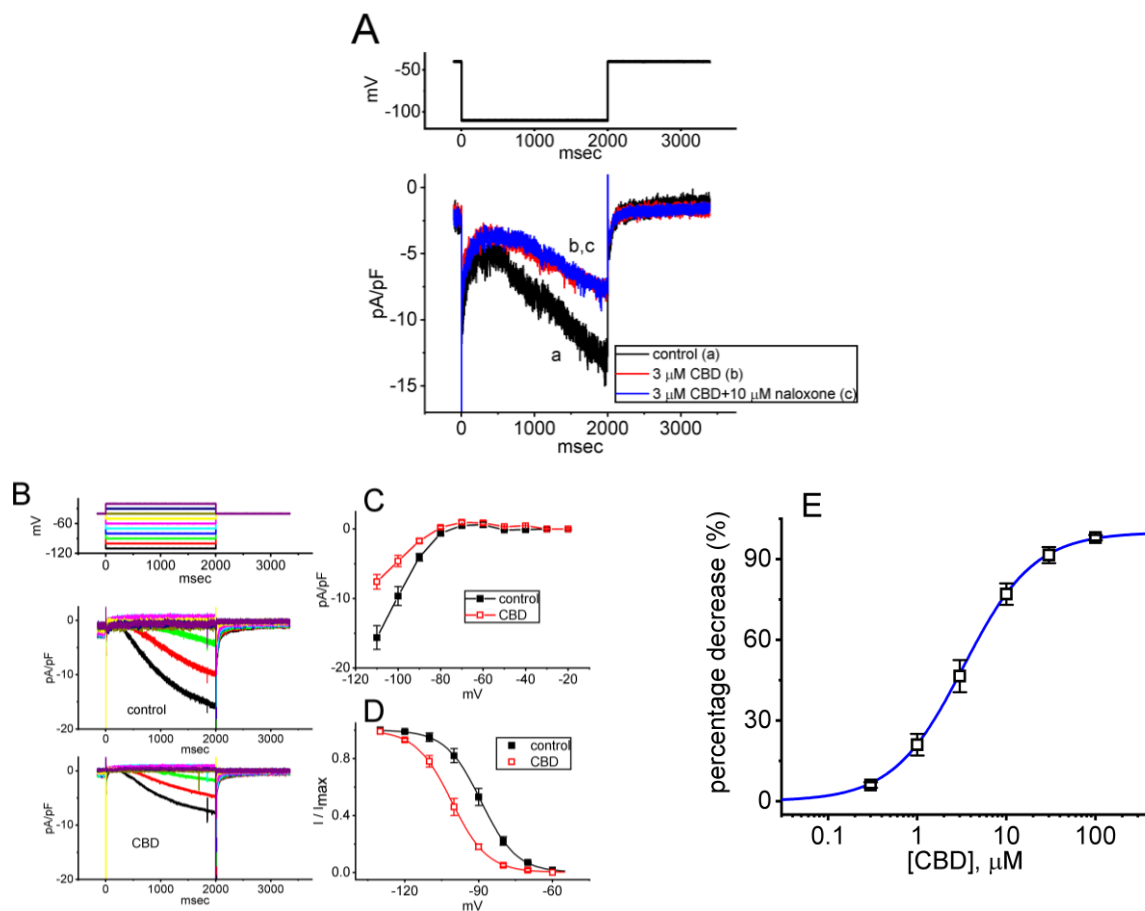 A
mV
-50
-100
0 1000 2000 3000
msec
pA/pF
0
-5
-10
-15
b,c
a
control (a)
3 μM CBD (b)
3 μM CBD+10 μM naloxone (c)
0 1000 2000 3000
msec
B
mV
-60
-120
0 1000 2000 3000
msec
pA/pF
0
-10
-20
control
0 1000 2000 3000
msec
pA/pF
0
-10
-20
CBD
0 1000 2000 3000
msec
C
pA/pF
0
-10
-20
control
CBD
-100 -80 -60 -40 -20
mV
D
I / Imax
0.8
0.4
0.0
control
CBD
-120 -90 -60
mV
E
percentage decrease (%)
90
60
30
0
0.1 1 10 100
[CBD], μM